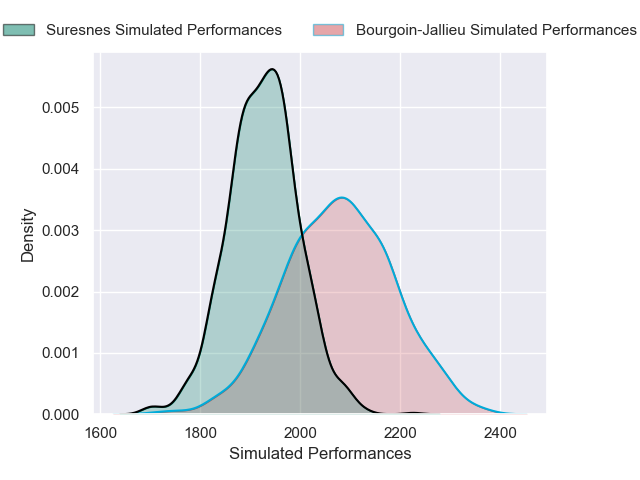 Suresnes Simulated Performances Bourgoin-Jallieu Simulated Performances
0.005
0.004
0.003
0.002
0.001
0.000
Density
1600 1800 2000 2200 2400
Simulated Performances